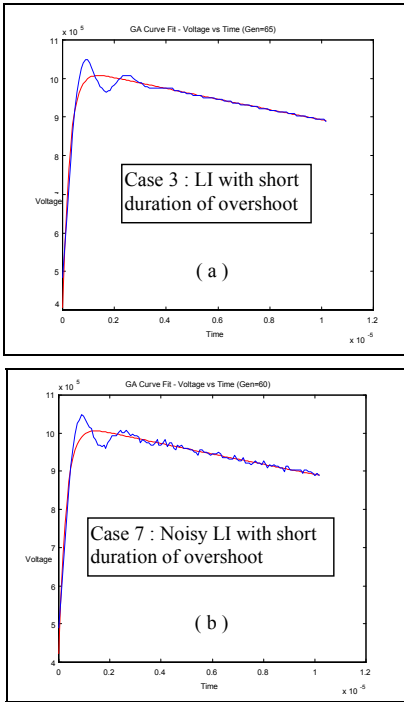 GA Curve Fit - Voltage vs Time (Gen=65)
x 10 5
11
10
9
8
7
6
5
4
Voltage
Case 3 : LI with short
duration of overshoot
( a )
0 0.2 0.4 0.6 0.8 1 1.2
Time
x 10 -5
GA Curve Fit - Voltage vs Time (Gen=60)
x 10 5
11
10
9
8
7
6
5
4
Voltage
Case 7 : Noisy LI with short
duration of overshoot
( b )
0 0.2 0.4 0.6 0.8 1 1.2
Time
x 10 -5